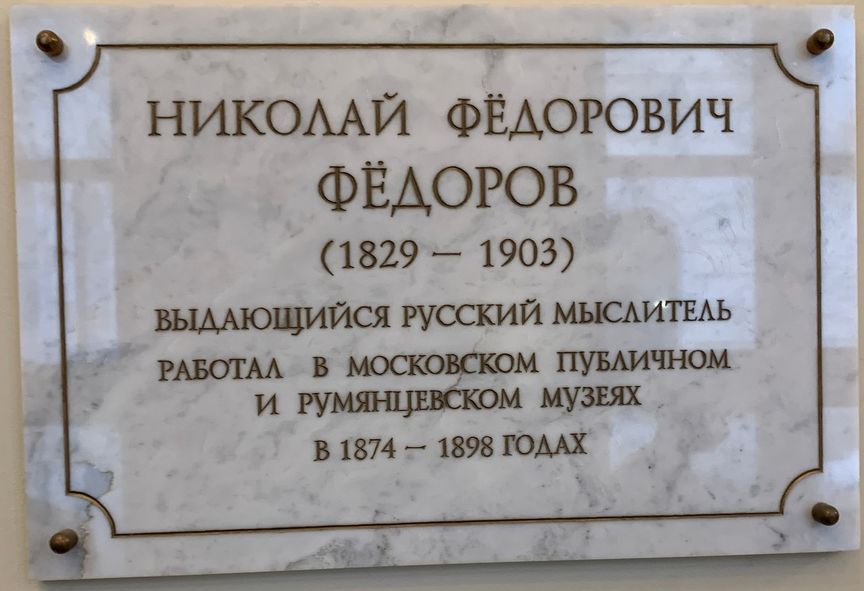 НИКОЛАЙ ФЁДОРОВИЧ
ФЁДОРОВ
(1829 — 1903)
ВЫДАЮЩИЙСЯ РУССКИЙ МЫСЛИТЕЛЬ
РАБОТАЛ В МОСКОВСКОМ ПУБЛИЧНОМ
И РУМЯНЦЕВСКОМ МУЗЕЯХ
В 1874 — 1898 ГОДАХ